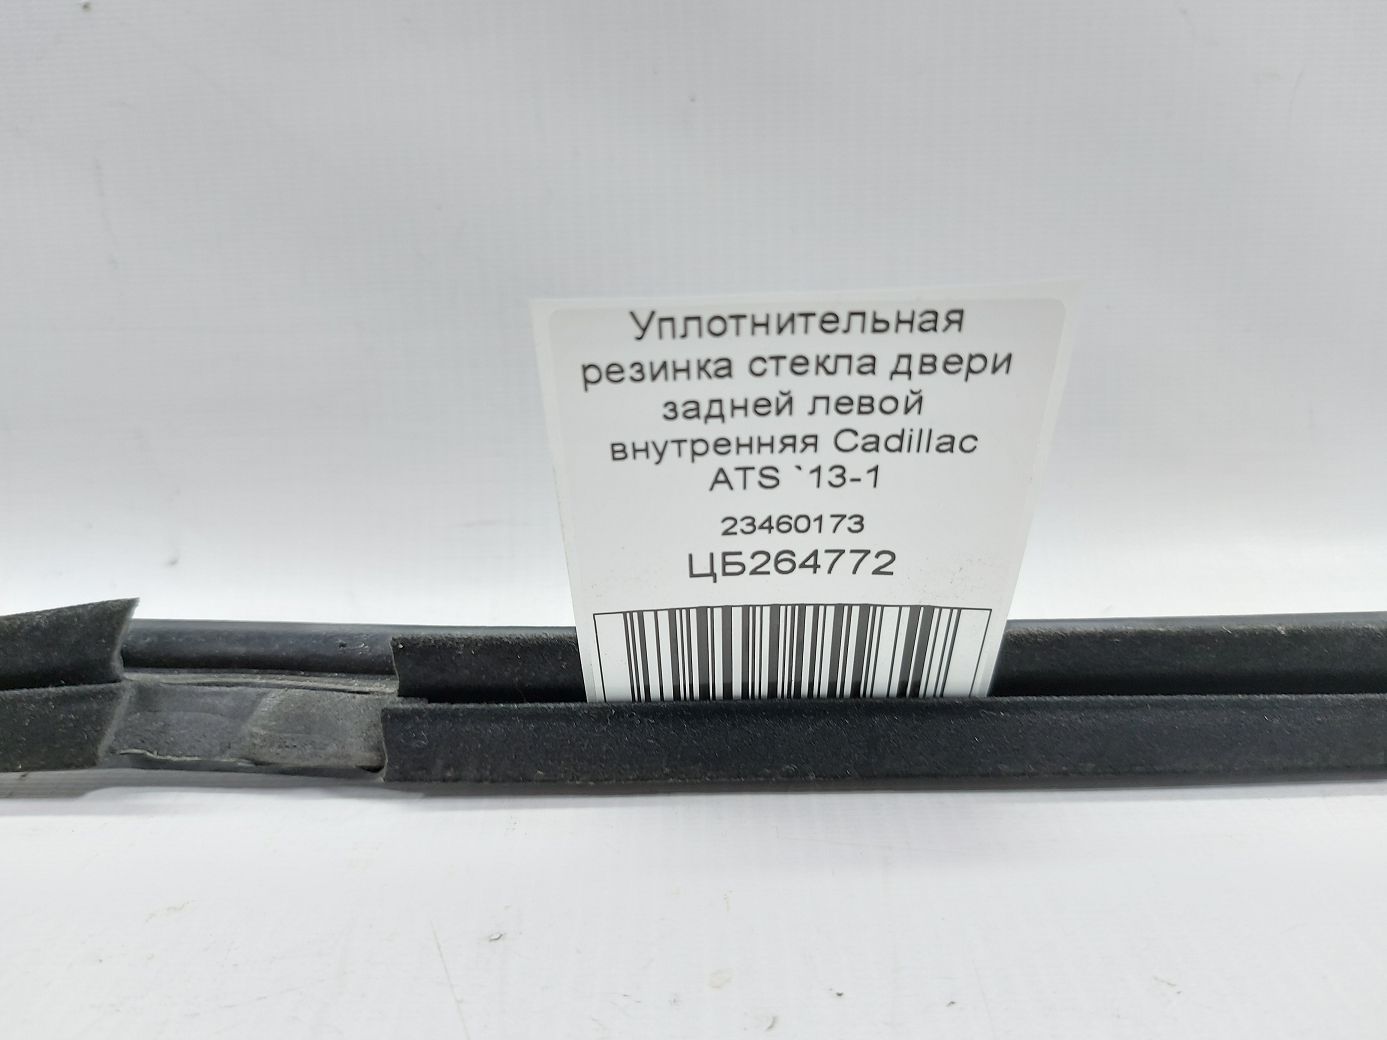 Уплотнительная
резинка стекла двери
задней левой
внутренняя Cadillac
ATS `13-1
23460173
ЦБ264772